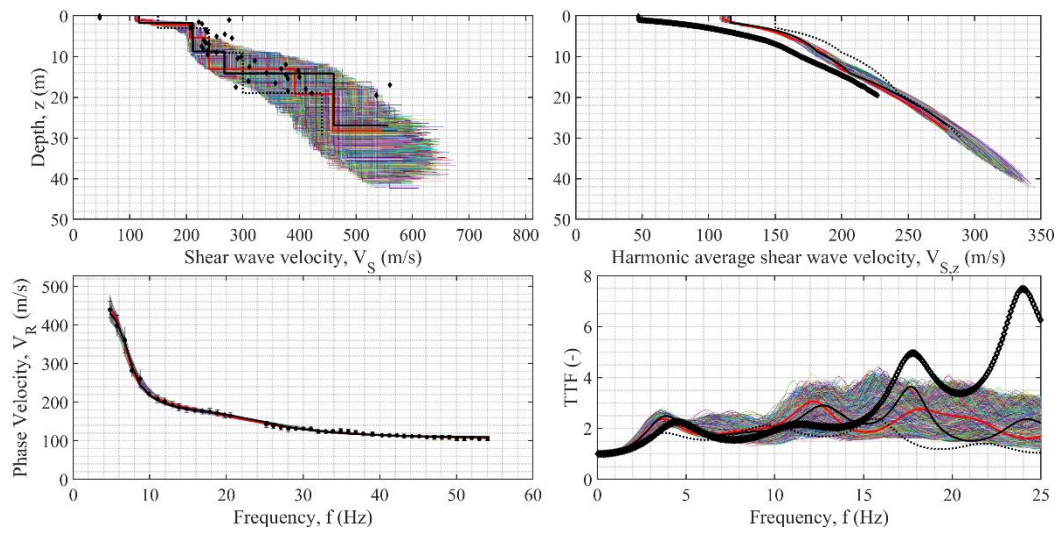 0
10
20
30
40
50
Depth, z (m)
0 100 200 300 400 500 600 700 800
Shear wave velocity, V_S (m/s)
0
10
20
30
40
50
0 50 100 150 200 250 300 350
Harmonic average shear wave velocity, V_S,z (m/s)
500
400
300
200
100
0
Phase Velocity, V_R (m/s)
0 10 20 30 40 50 60
Frequency, f (Hz)
8
6
4
2
0
TTF (-)
0 5 10 15 20 25
Frequency, f (Hz)